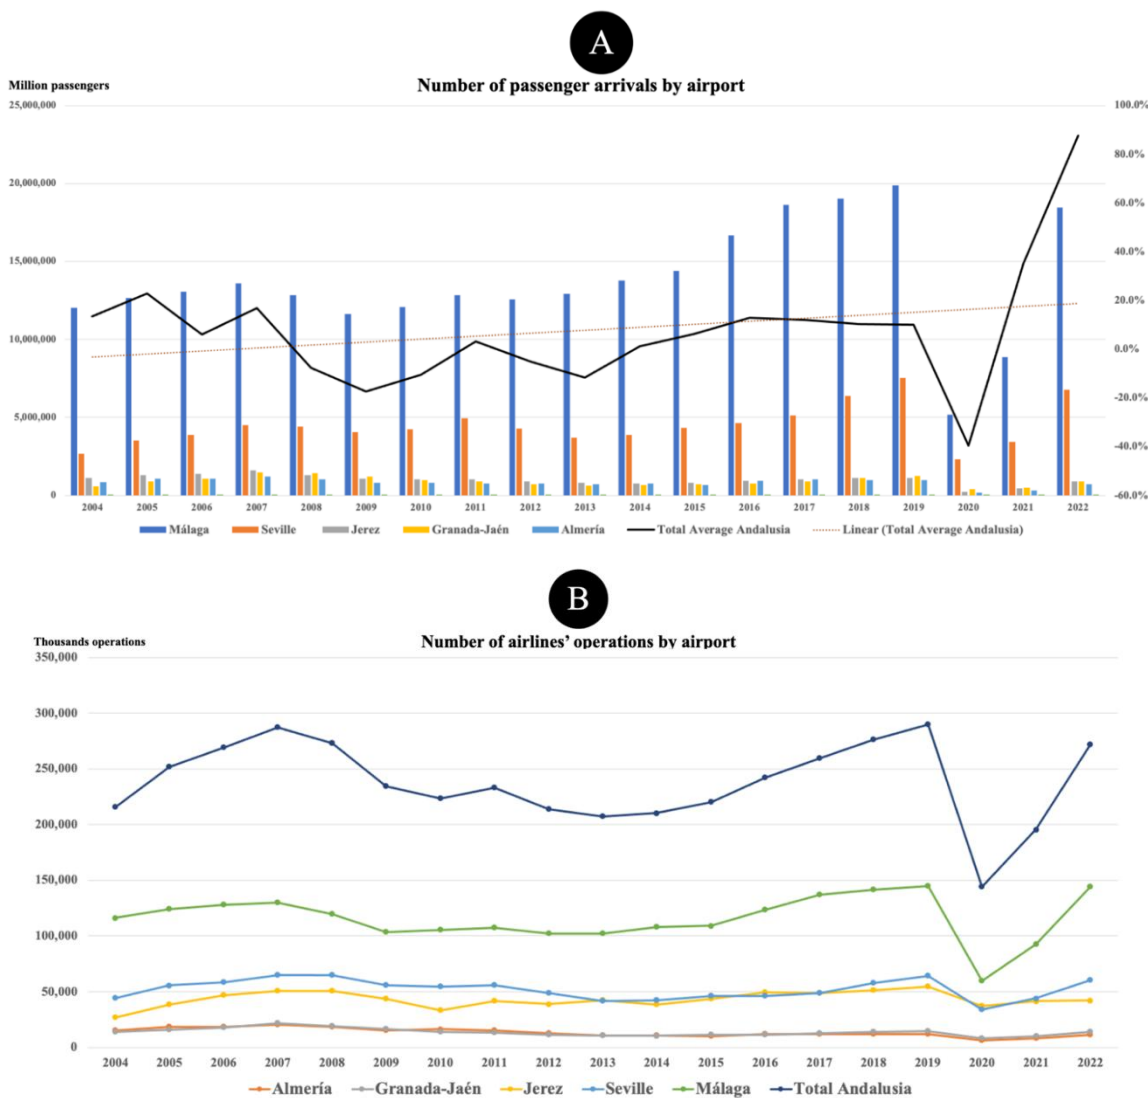 A
Million passengers
Number of passenger arrivals by airport
25,000,000
100.0%
80.0%
20,000,000
60.0%
15,000,000
40.0%
20.0%
10,000,000
0.0%
5,000,000
-20.0%
-40.0%
0
-60.0%
2004 2005 2006 2007 2008 2009 2010 2011 2012 2013 2014 2015 2016 2017 2018 2019 2020 2021 2022
Málaga Seville Jerez Granada-Jaén Almería Total Average Andalusia Linear (Total Average Andalusia)
B
Thousands operations
Number of airlines' operations by airport
350,000
300,000
250,000
200,000
150,000
100,000
50,000
0
2004 2005 2006 2007 2008 2009 2010 2011 2012 2013 2014 2015 2016 2017 2018 2019 2020 2021 2022
Almería Granada-Jaén Jerez Seville Málaga Total Andalusia